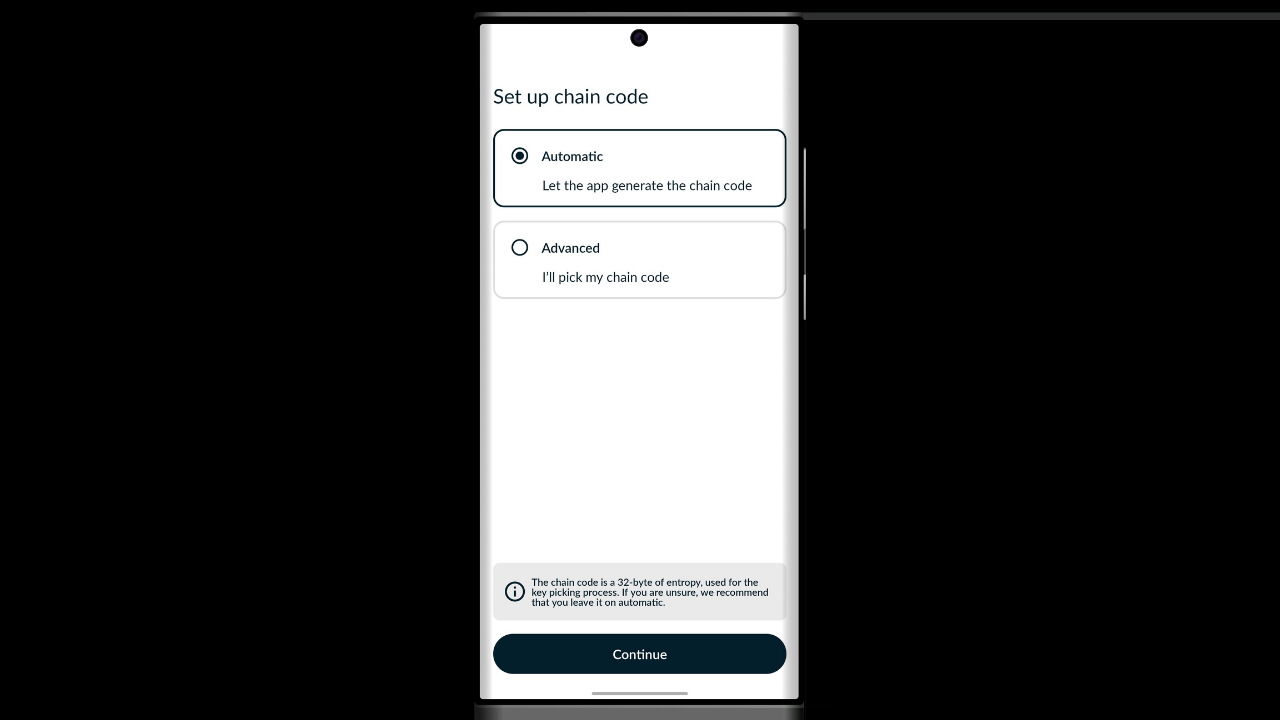 Set up chain code
Automatic
Let the app generate the chain code
Advanced
I'll pick my chain code
The chain code is a 32-byte of entropy, used for the
key picking process. If you are unsure, we recommend
that you leave it on automatic.
Continue